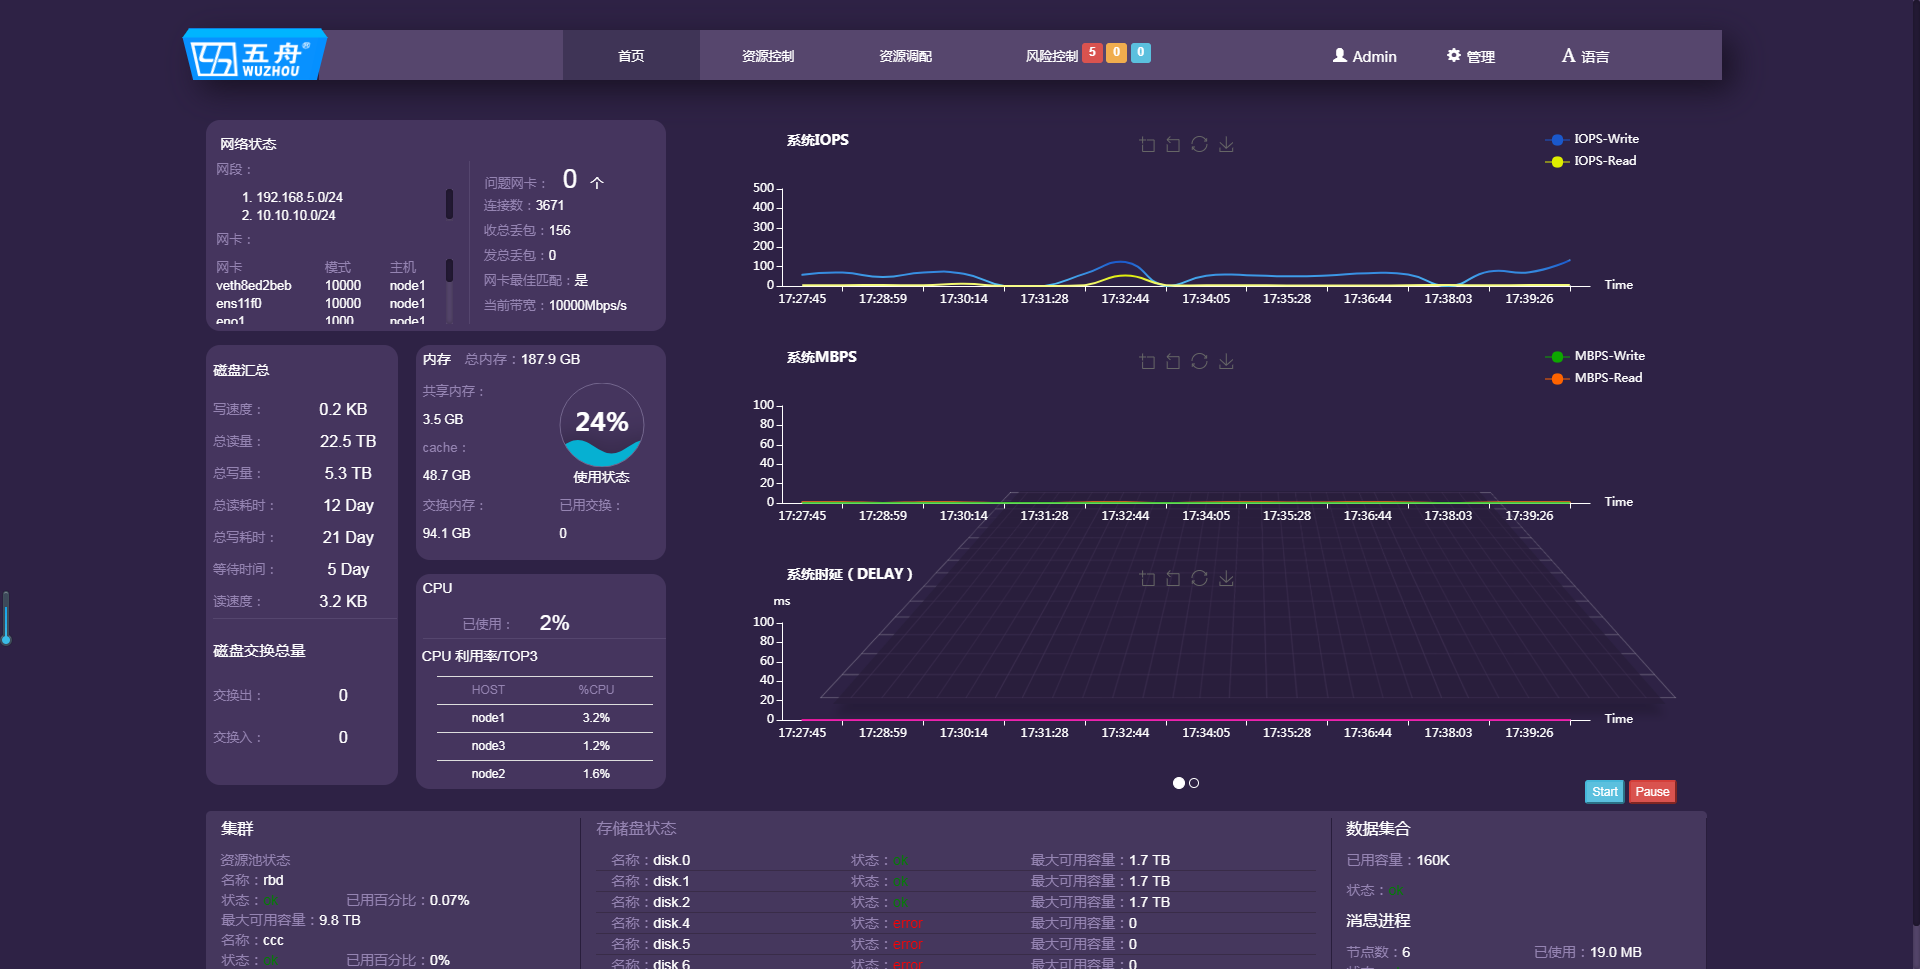 五舟®
WUZHOU
首页
资源控制
资源调配
风险控制 5 0 0
Admin
管理
A 语言
网络状态
网段：
1. 192.168.5.0/24
2. 10.10.10.0/24
网卡：
网卡 模式 主机
veth8ed2beb 10000 node1
ens11f0 10000 node1
eno1 1000 node1
问题网卡： 0 个
连接数：3671
收总丢包：156
发总丢包：0
网卡最佳匹配：是
当前带宽：10000Mbps/s
磁盘汇总
写速度： 0.2 KB
总读量： 22.5 TB
总写量： 5.3 TB
总读耗时： 12 Day
总写耗时： 21 Day
等待时间： 5 Day
读速度： 3.2 KB
磁盘交换总量
交换出： 0
交换入： 0
内存 总内存：187.9 GB
共享内存：
3.5 GB
cache：
48.7 GB
24%
使用状态
交换内存： 已用交换：
94.1 GB 0
CPU
已使用： 2%
CPU 利用率/TOP3
HOST %CPU
node1 3.2%
node3 1.2%
node2 1.6%
系统IOPS
IOPS-Write
IOPS-Read
500
400
300
200
100
0
17:27:45 17:28:59 17:30:14 17:31:28 17:32:44 17:34:05 17:35:28 17:36:44 17:38:03 17:39:26
Time
系统MBPS
MBPS-Write
MBPS-Read
100
80
60
40
20
0
17:27:45 17:28:59 17:30:14 17:31:28 17:32:44 17:34:05 17:35:28 17:36:44 17:38:03 17:39:26
Time
系统时延（DELAY）
ms
100
80
60
40
20
0
17:27:45 17:28:59 17:30:14 17:31:28 17:32:44 17:34:05 17:35:28 17:36:44 17:38:03 17:39:26
Time
Start Pause
集群
资源池状态
名称：rbd
状态：ok 已用百分比：0.07%
最大可用容量：9.8 TB
名称：ccc
状态：ok 已用百分比：0%
存储盘状态
名称：disk.0 状态：ok 最大可用容量：1.7 TB
名称：disk.1 状态：ok 最大可用容量：1.7 TB
名称：disk.2 状态：ok 最大可用容量：1.7 TB
名称：disk.4 状态：error 最大可用容量：0
名称：disk.5 状态：error 最大可用容量：0
名称：disk.6 状态：error 最大可用容量：0
数据集合
已用容量：160K
状态：ok
消息进程
节点数：6 已使用：19.0 MB